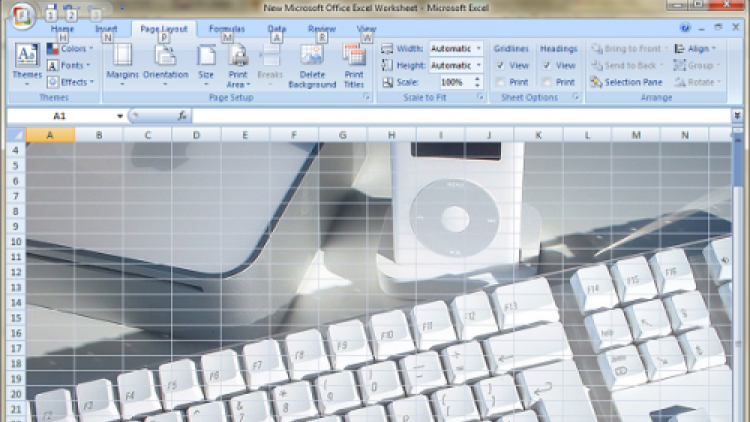 New Microsoft Office Excel Worksheet - Microsoft Excel
1 2
Home Insert Page Layout Formulas Data Review View
H N P M A R W
Themes Colors Fonts Effects
Themes
Margins Orientation Size Print Area Breaks Delete Background Print Titles
Page Setup
Width: Automatic
Height: Automatic
Scale: 100%
Scale to Fit
Gridlines Headings
View View
Print Print
Sheet Options
Bring to Front Align
Send to Back Group
Selection Pane Rotate
Arrange
A1 fx
A B C D E F G H I J K L M N
4
5
6
7
8
9
10
11
12
13
14
15
16
17
18
19
20
21
MENU
F2 F3 F4 F5 F6 F7 F8 F9 F10 F11 F12 F13
F14 F15 F16
help